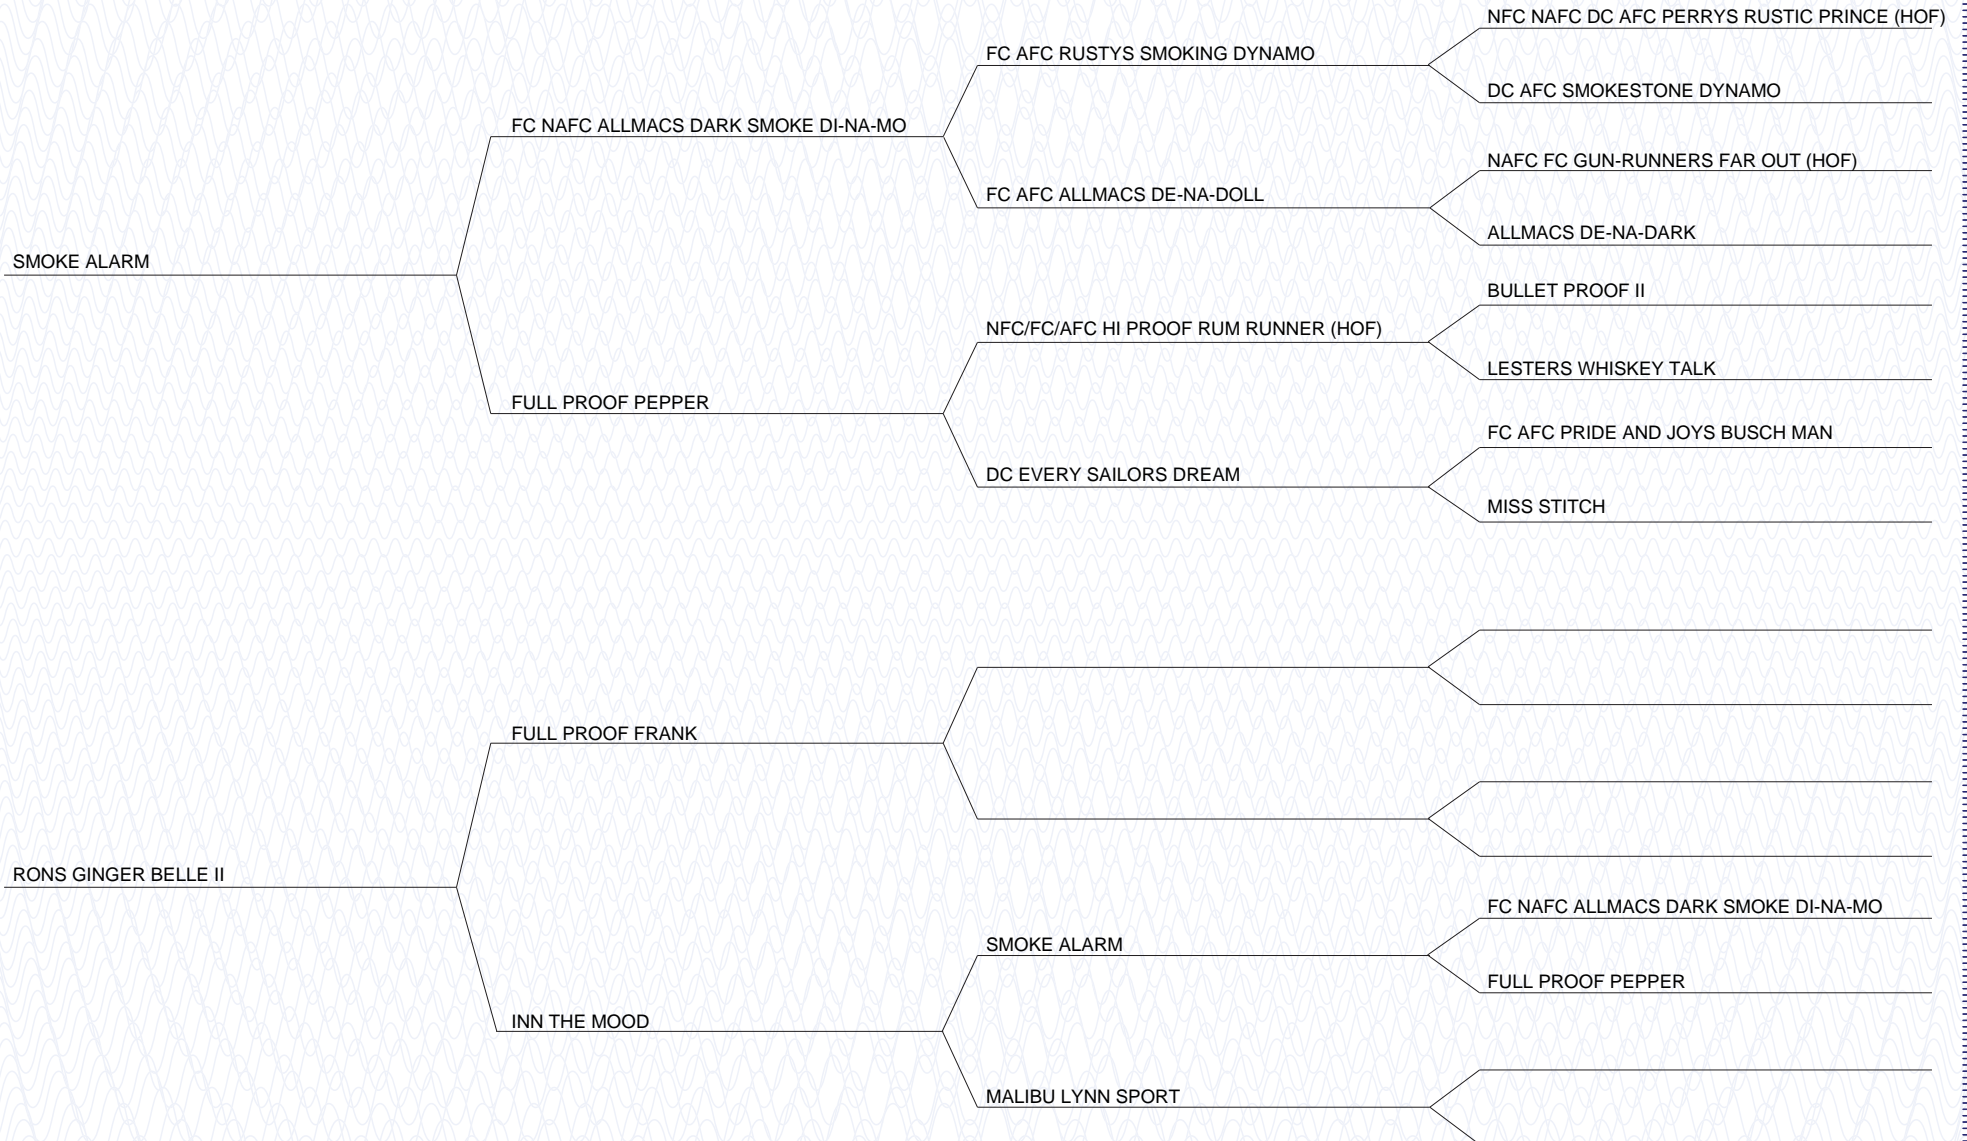 NFC NAFC DC AFC PERRYS RUSTIC PRINCE (HOF)
FC AFC RUSTYS SMOKING DYNAMO
DC AFC SMOKESTONE DYNAMO
FC NAFC ALLMACS DARK SMOKE DI-NA-MO
NAFC FC GUN-RUNNERS FAR OUT (HOF)
FC AFC ALLMACS DE-NA-DOLL
ALLMACS DE-NA-DARK
SMOKE ALARM
BULLET PROOF II
NFC/FC/AFC HI PROOF RUM RUNNER (HOF)
LESTERS WHISKEY TALK
FULL PROOF PEPPER
FC AFC PRIDE AND JOYS BUSCH MAN
DC EVERY SAILORS DREAM
MISS STITCH
FULL PROOF FRANK
RONS GINGER BELLE II
FC NAFC ALLMACS DARK SMOKE DI-NA-MO
SMOKE ALARM
FULL PROOF PEPPER
INN THE MOOD
MALIBU LYNN SPORT